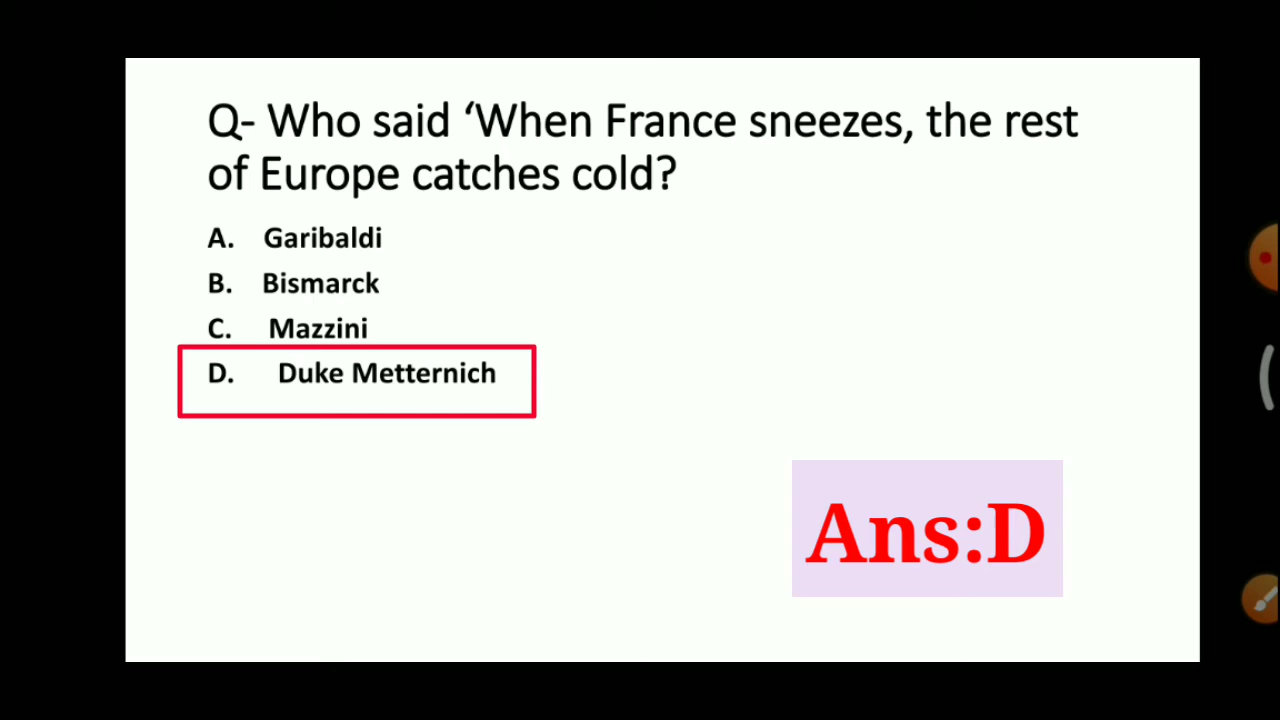 Q- Who said ‘When France sneezes, the rest
of Europe catches cold?
A. Garibaldi
B. Bismarck
C. Mazzini
D. Duke Metternich
Ans:D